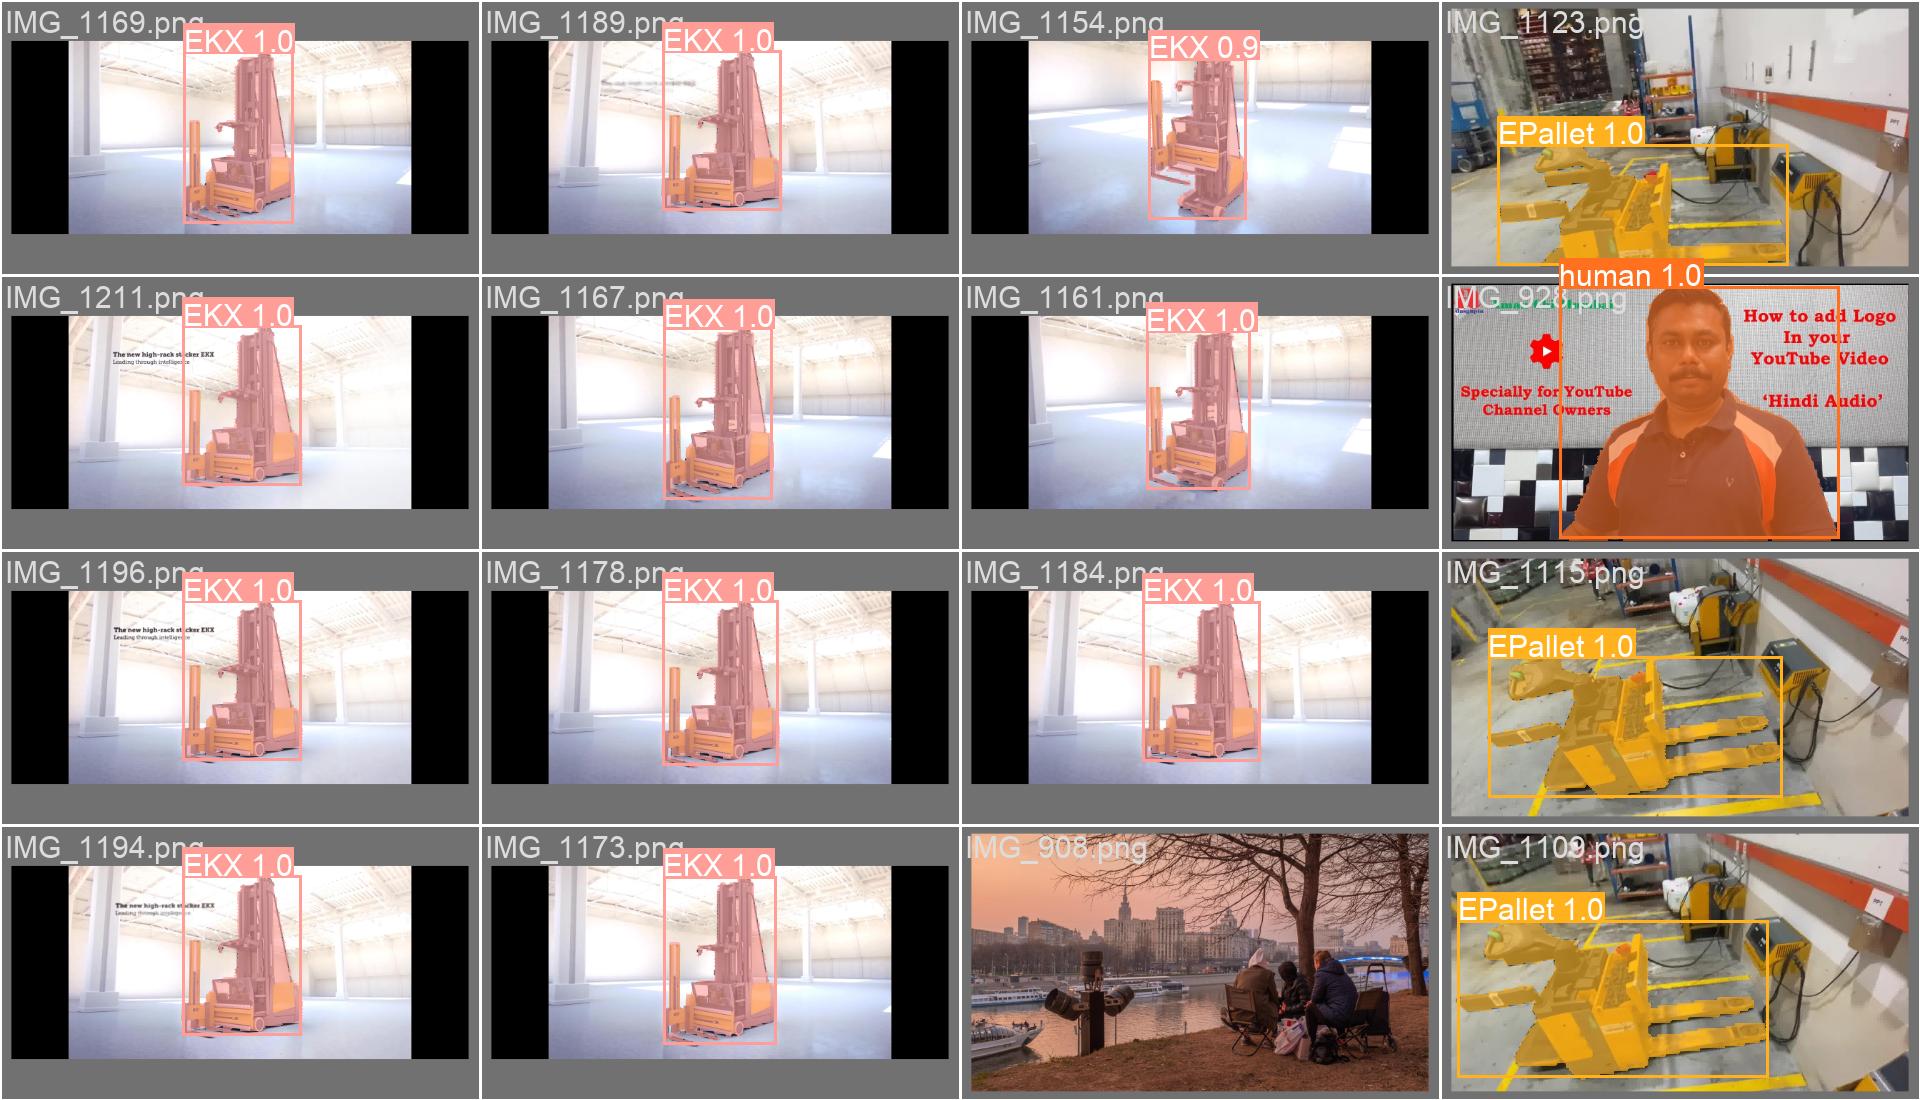 IMG_1169.png
EKX 1.0
IMG_1189.png
EKX 1.0
IMG_1154.png
EKX 0.9
IMG_1123.png
EPallet 1.0
PPT
IMG_1211.png
EKX 1.0
The new high-rack stacker EKX
Leading through intelligence
IMG_1167.png
EKX 1.0
IMG_1161.png
EKX 1.0
IMG_928.png
human 1.0
How to add Logo
In your
YouTube Video
'Hindi Audio'
Specially for YouTube
Channel Owners
IMG_1196.png
EKX 1.0
The new high-rack stacker EKX
Leading through intelligence
IMG_1178.png
EKX 1.0
IMG_1184.png
EKX 1.0
IMG_1115.png
EPallet 1.0
IMG_1194.png
EKX 1.0
The new high-rack stacker EKX
Leading through intelligence
IMG_1173.png
EKX 1.0
IMG_908.png
IMG_1109.png
EPallet 1.0
PPT